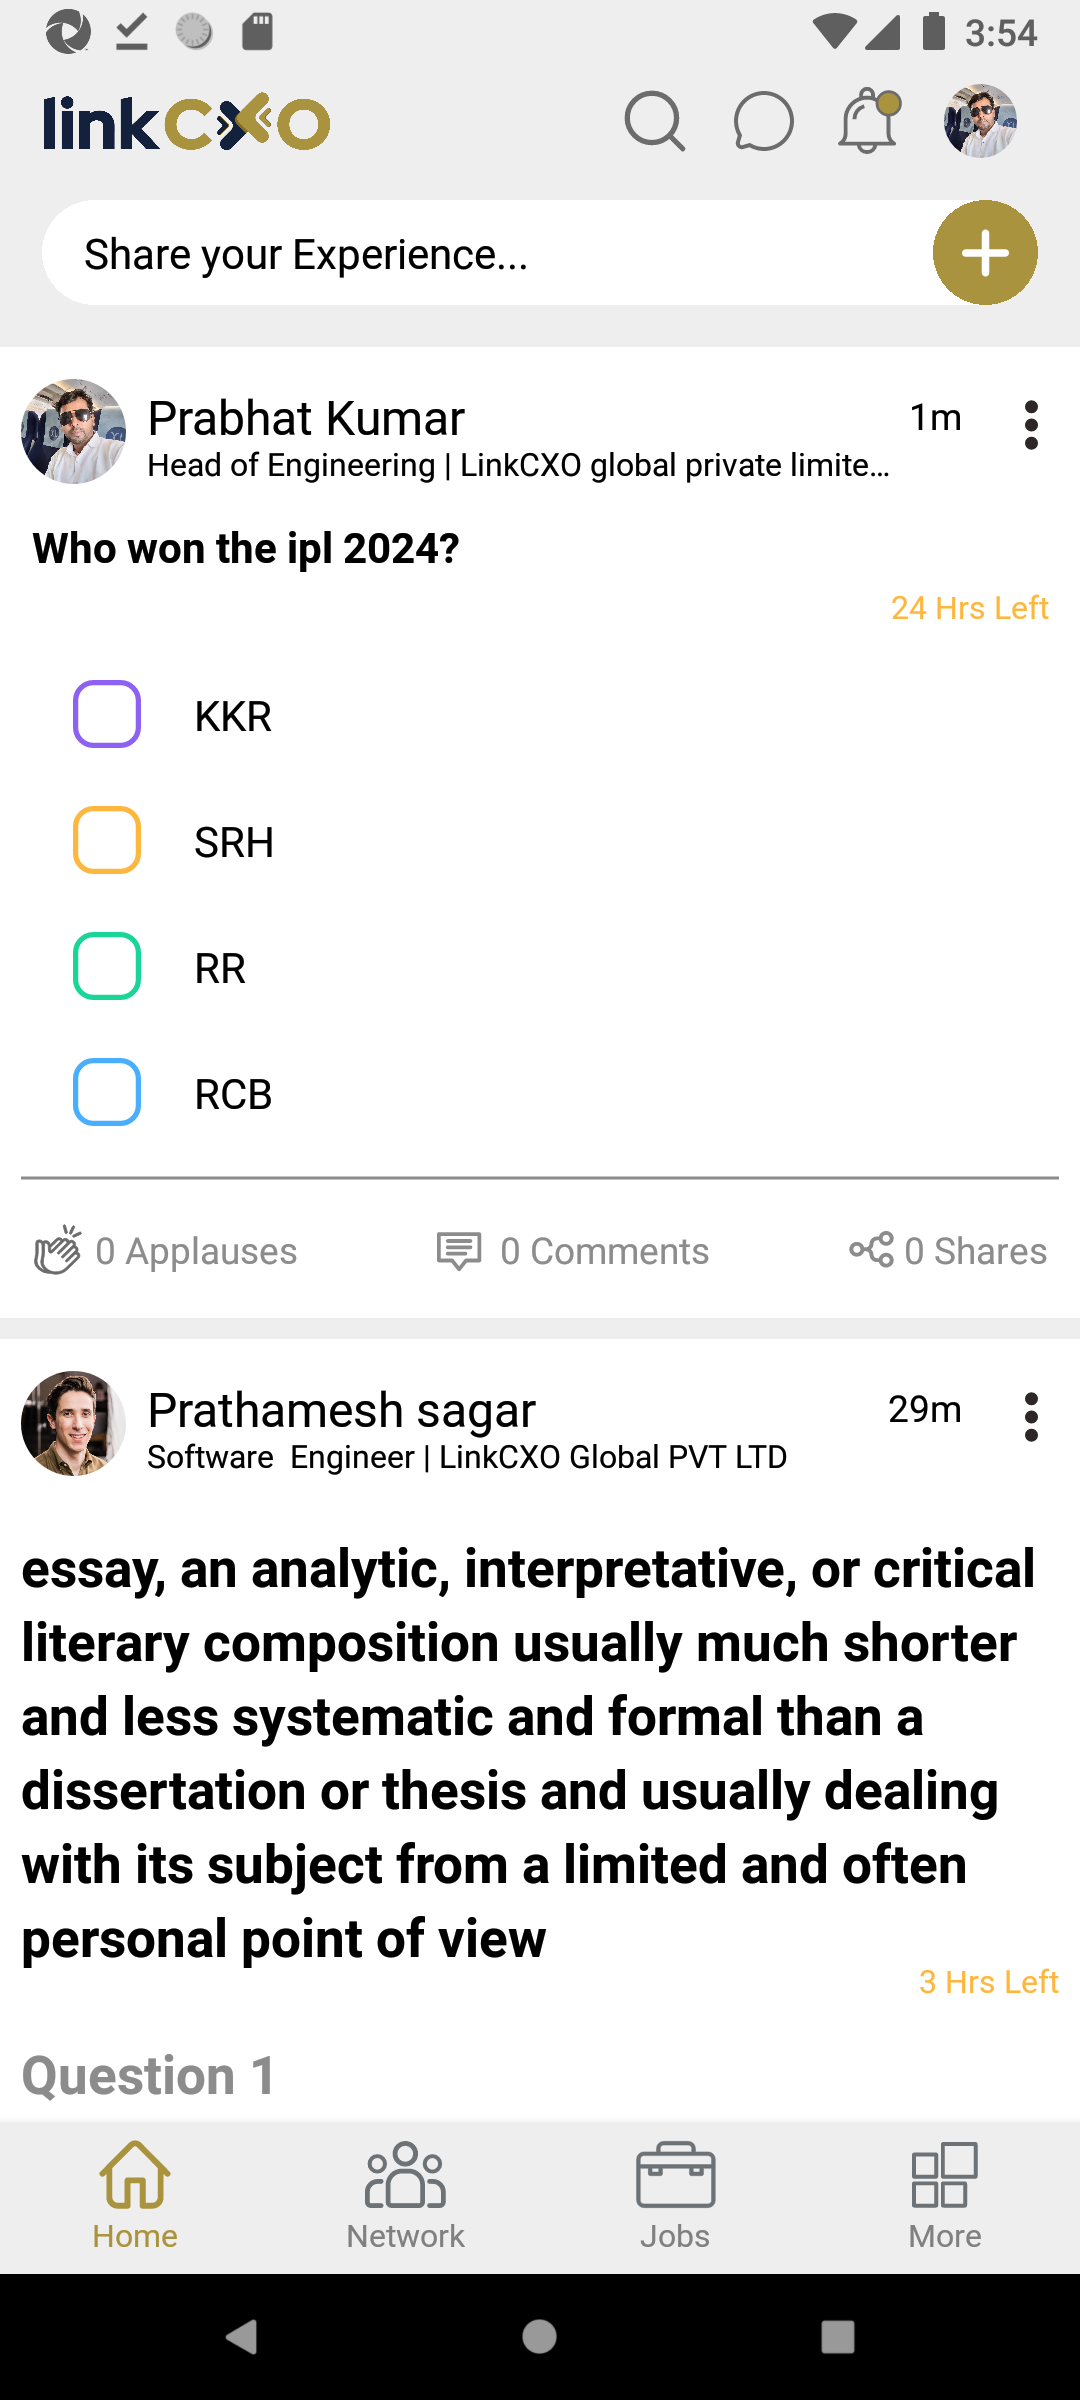 3:54
linkCXO
Share your Experience...
Prabhat Kumar
1m
Head of Engineering | LinkCXO global private limite...
Who won the ipl 2024?
24 Hrs Left
KKR
SRH
RR
RCB
0 Applauses
0 Comments
0 Shares
Prathamesh sagar
29m
Software  Engineer | LinkCXO Global PVT LTD
essay, an analytic, interpretative, or critical
literary composition usually much shorter
and less systematic and formal than a
dissertation or thesis and usually dealing
with its subject from a limited and often
personal point of view
3 Hrs Left
Question 1
Home
Network
Jobs
More